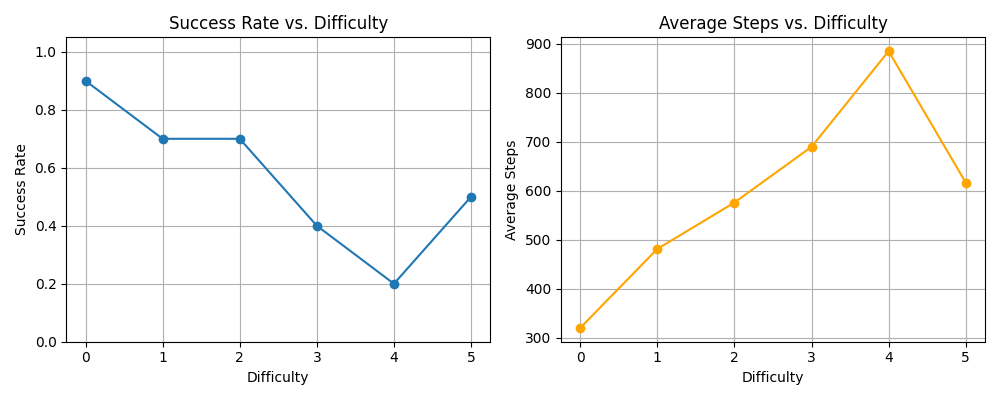 Success Rate vs. Difficulty
1.0
0.8
0.6
0.4
0.2
0.0
Success Rate
0 1 2 3 4 5
Difficulty
Average Steps vs. Difficulty
900
800
700
600
500
400
300
Average Steps
0 1 2 3 4 5
Difficulty